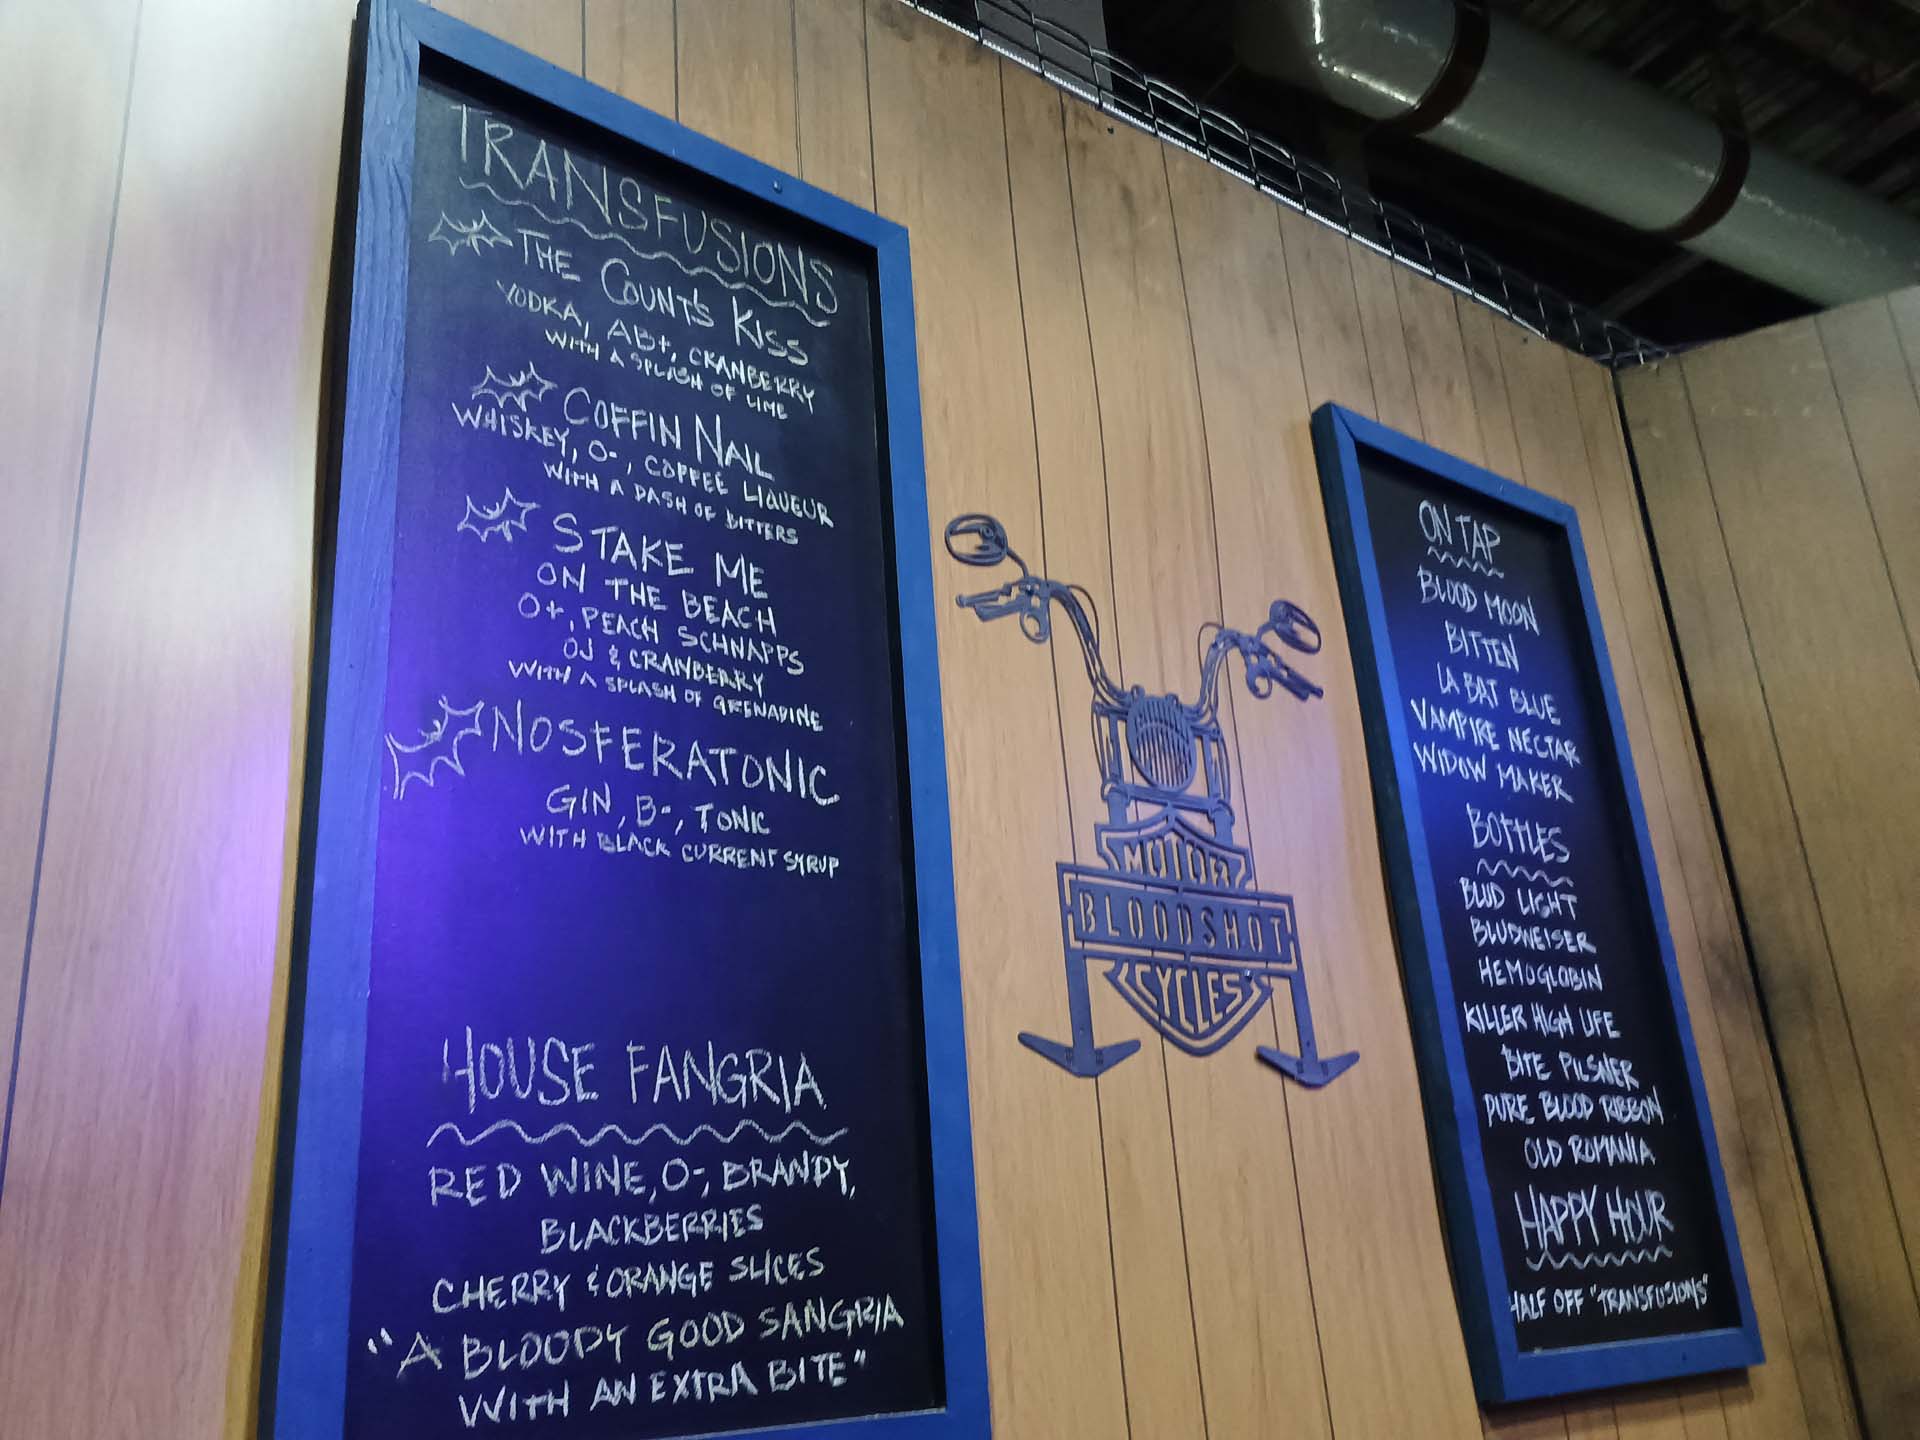 TRANSFUSIONS
THE COUNT'S KISS
VODKA, AB+, CRANBERRY
WITH A SPLASH OF LIME
COFFIN NAIL
WHISKEY, O-, COFFEE LIQUEUR
WITH A DASH OF BITTERS
STAKE ME
ON THE BEACH
O+, PEACH SCHNAPPS
OJ & CRANBERRY
WITH A SPLASH OF GRENADINE
NOSFERATONIC
GIN, B-, TONIC
WITH BLACK CURRENT SYRUP
HOUSE FANGRIA
RED WINE, O-, BRANDY,
BLACKBERRIES
CHERRY & ORANGE SLICES
"A BLOODY GOOD SANGRIA
WITH AN EXTRA BITE"
MOTOR
BLOODSHOT
CYCLES
ON TAP
BLOOD MOON
BITTEN
LA BAT BLUE
VAMPIRE NECTAR
WIDOW MAKER
BOTTLES
BLUD LIGHT
BLUDWEISER
HEMOGLOBIN
KILLER HIGH LIFE
BITE PILSNER
PURE BLOOD RIBBON
OLD ROMANIA
HAPPY HOUR
HALF OFF "TRANSFUSIONS"